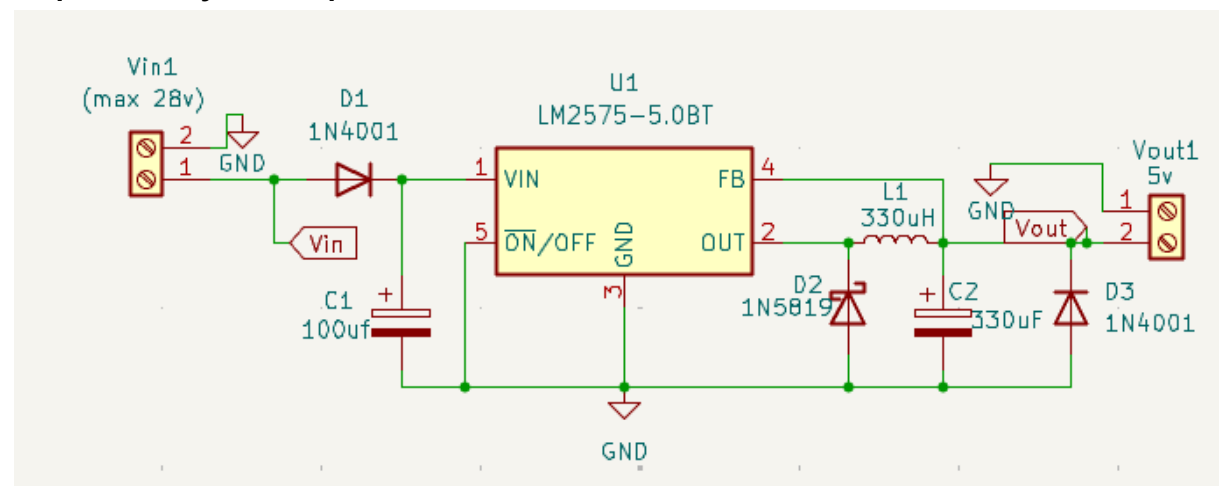 Vin1
(max 28v)
2
1
GND
Vin
D1
1N4001
C1
+
100uf
U1
LM2575-5.0BT
1
VIN
5
ON/OFF
GND
3
FB
4
OUT
2
GND
L1
330uH
D2
1N5819
+
C2
330uF
D3
1N4001
GND
Vout
Vout1
5v
1
2